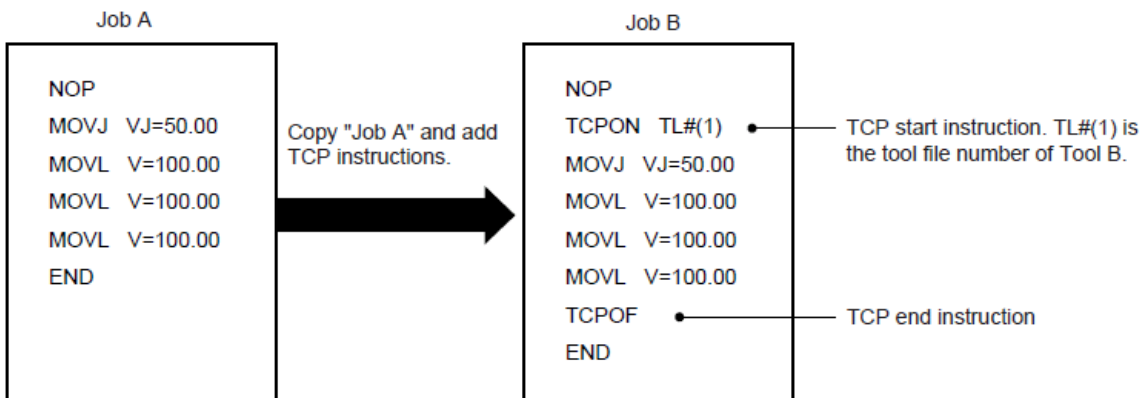 Job A
NOP
MOVJ VJ=50.00
MOVL V=100.00
MOVL V=100.00
MOVL V=100.00
END
Copy "Job A" and add
TCP instructions.
Job B
NOP
TCPON TL#(1)
MOVJ VJ=50.00
MOVL V=100.00
MOVL V=100.00
MOVL V=100.00
TCPOF
END
TCP start instruction. TL#(1) is
the tool file number of Tool B.
TCP end instruction